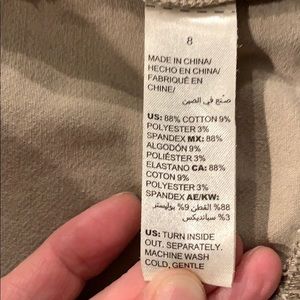 8
MADE IN CHINA/
HECHO EN CHINA/
FABRIQUÉ EN
CHINE/
صنع في الصين
US: 88% COTTON 9%
POLYESTER 3%
SPANDEX MX: 88%
ALGODÓN 9%
POLIÉSTER 3%
ELASTANO CA: 88%
COTON 9%
POLYESTER 3%
SPANDEX AE/KW:
88% القطن 9% بوليستر
3% سباندكس
US: TURN INSIDE
OUT. SEPARATELY.
MACHINE WASH
COLD, GENTLE